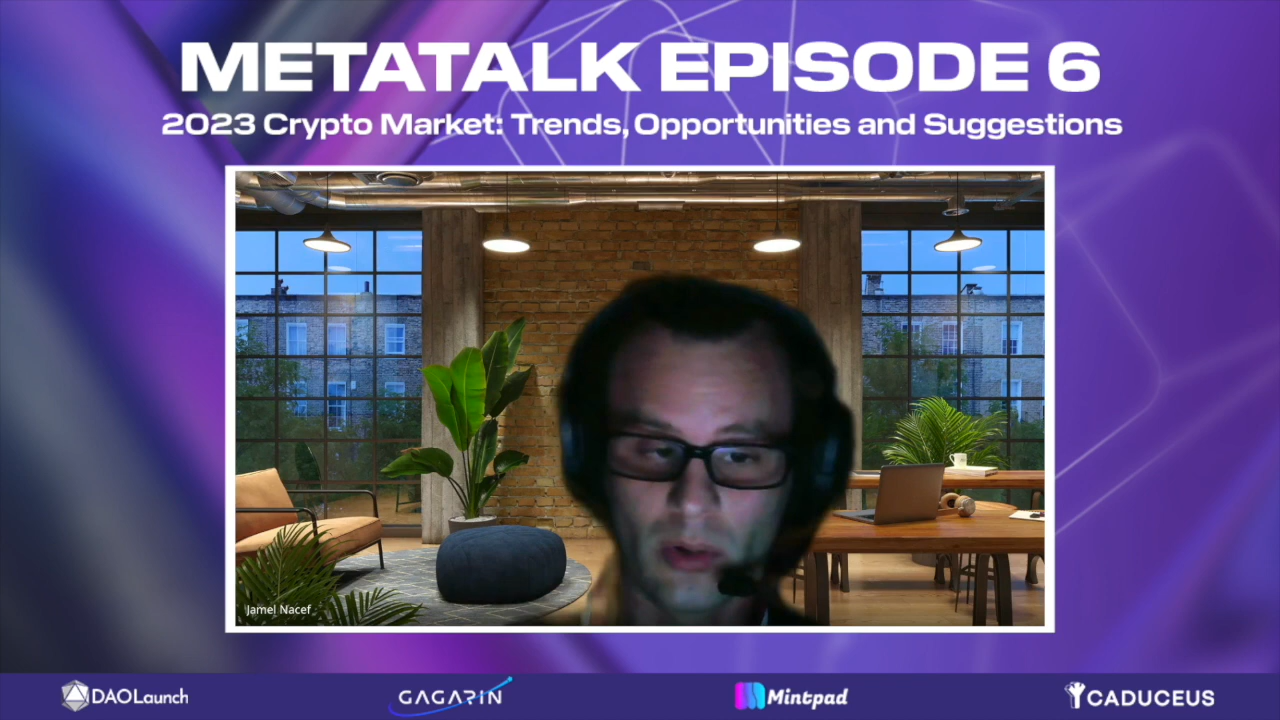 METATALK EPISODE 6
2023 Crypto Market: Trends, Opportunities and Suggestions
Jamel Nacef
DAOLaunch
GAGARIN
Mintpad
CADUCEUS